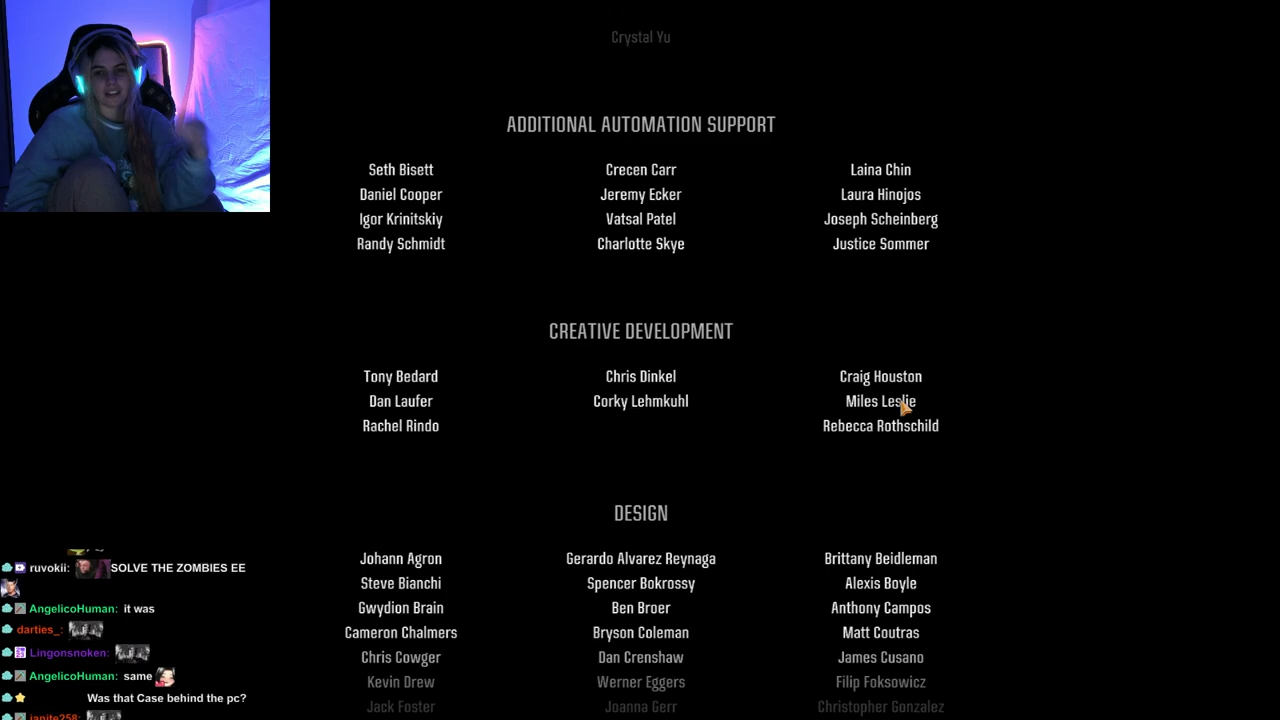 Crystal Yu
ADDITIONAL AUTOMATION SUPPORT
Seth Bisett Crecen Carr Laina Chin
Daniel Cooper Jeremy Ecker Laura Hinojos
Igor Krinitskiy Vatsal Patel Joseph Scheinberg
Randy Schmidt Charlotte Skye Justice Sommer
CREATIVE DEVELOPMENT
Tony Bedard Chris Dinkel Craig Houston
Dan Laufer Corky Lehmkuhl Miles Leslie
Rachel Rindo Rebecca Rothschild
DESIGN
Johann Agron Gerardo Alvarez Reynaga Brittany Beidleman
Steve Bianchi Spencer Bokrossy Alexis Boyle
Gwydion Brain Ben Broer Anthony Campos
Cameron Chalmers Bryson Coleman Matt Coutras
Chris Cowger Dan Crenshaw James Cusano
Kevin Drew Werner Eggers Filip Foksowicz
Jack Foster Joanna Gerr Christopher Gonzalez
ruvokii: SOLVE THE ZOMBIES EE
AngelicoHuman: it was
darties_:
Lingonsnoken:
AngelicoHuman: same
Was that Case behind the pc?
janite258: